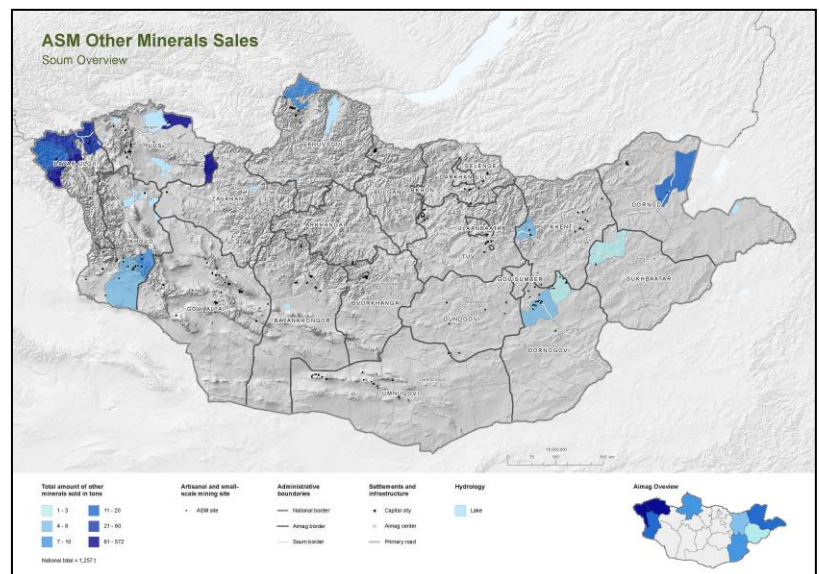 ASM Other Minerals Sales
Soum Overview
UVS
BAYAN-ULGII
KHUVSGUL
SELENGE
DARKHAN-UUL
ORKHON
ZAVKHAN
ARKHANGAI
ULAANBAATAR
TUV
KHENTII
DORNOD
KHOVD
GOVISUMBER
SUKHBAATAR
GOVI-ALTAI
BAYANKHONGOR
UVURKHANGAI
DUNDGOVI
DORNOGOVI
UMNUGOVI
Total amount of other
minerals sold in tons
1 - 3
4 - 6
7 - 10
11 - 20
21 - 60
61 - 572
National total = 1,257 t
Artisanal and small-
scale mining site
ASM site
Administrative
boundaries
National border
Aimag border
Soum border
Settlements and
infrastructure
Capital city
Aimag center
Primary road
Hydrology
Lake
Aimag Overview